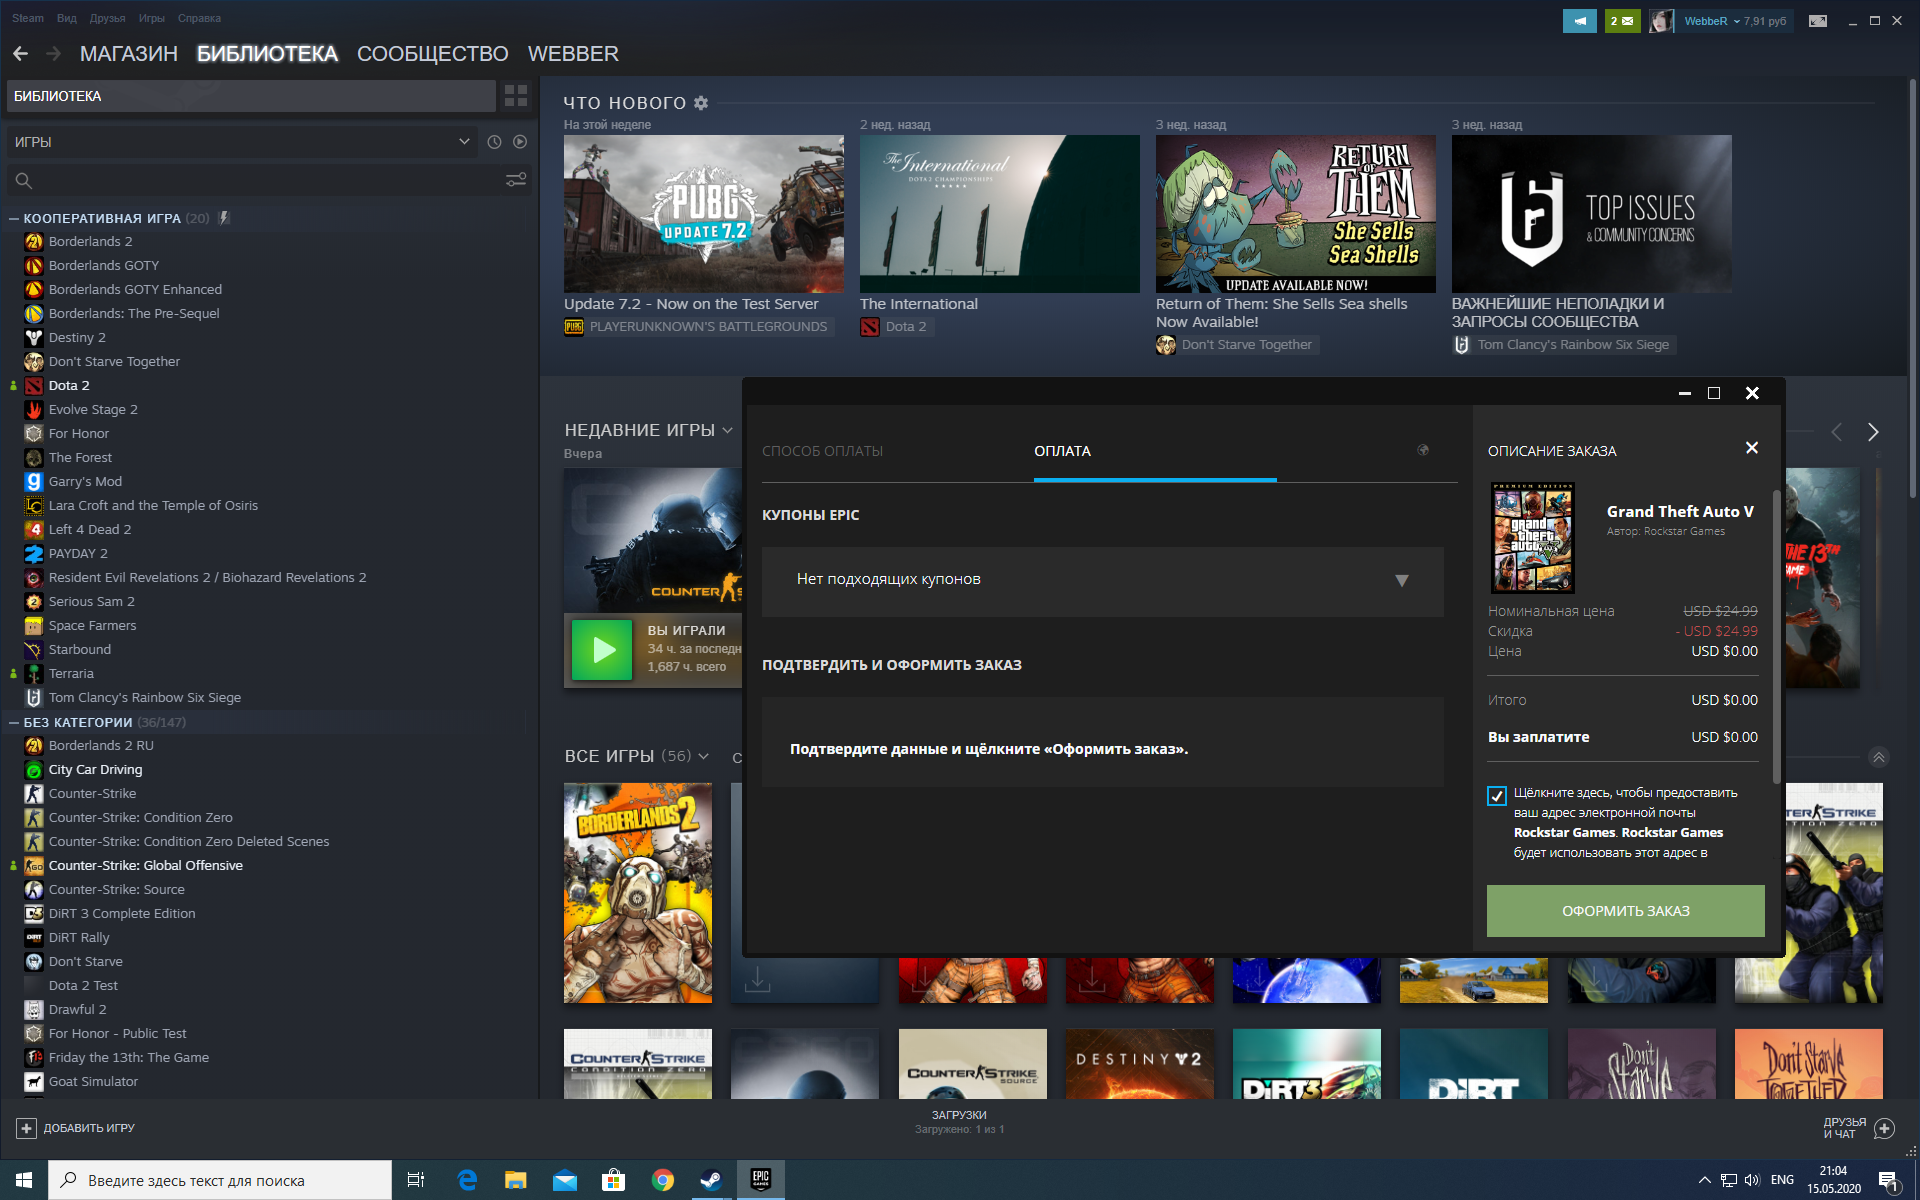 Steam Вид Друзья Игры Справка
2
WebbeR 7,91 руб
МАГАЗИН БИБЛИОТЕКА СООБЩЕСТВО WEBBER
БИБЛИОТЕКА
ИГРЫ
КООПЕРАТИВНАЯ ИГРА (20)
Borderlands 2
Borderlands GOTY
Borderlands GOTY Enhanced
Borderlands: The Pre-Sequel
Destiny 2
Don't Starve Together
Dota 2
Evolve Stage 2
For Honor
The Forest
Garry's Mod
Lara Croft and the Temple of Osiris
Left 4 Dead 2
PAYDAY 2
Resident Evil Revelations 2 / Biohazard Revelations 2
Serious Sam 2
Space Farmers
Starbound
Terraria
Tom Clancy's Rainbow Six Siege
БЕЗ КАТЕГОРИИ (36/147)
Borderlands 2 RU
City Car Driving
Counter-Strike
Counter-Strike: Condition Zero
Counter-Strike: Condition Zero Deleted Scenes
Counter-Strike: Global Offensive
Counter-Strike: Source
DiRT 3 Complete Edition
DiRT Rally
Don't Starve
Dota 2 Test
Drawful 2
For Honor - Public Test
Friday the 13th: The Game
Goat Simulator
ЧТО НОВОГО
На этой неделе
PUBG
UPDATE 7.2
Update 7.2 - Now on the Test Server
PLAYERUNKNOWN'S BATTLEGROUNDS
2 нед. назад
The International
DOTA 2 CHAMPIONSHIPS
The International
Dota 2
3 нед. назад
RETURN
OF
THEM
She Sells
Sea Shells
UPDATE AVAILABLE NOW!
Return of Them: She Sells Sea shells
Now Available!
Don't Starve Together
3 нед. назад
TOP ISSUES
& COMMUNITY CONCERNS
ВАЖНЕЙШИЕ НЕПОЛАДКИ И
ЗАПРОСЫ СООБЩЕСТВА
Tom Clancy's Rainbow Six Siege
НЕДАВНИЕ ИГРЫ
Вчера
COUNTER
ВЫ ИГРАЛИ
34 ч. за последн
1,687 ч. всего
THE 13TH
GAME
СПОСОБ ОПЛАТЫ
ОПЛАТА
КУПОНЫ EPIC
Нет подходящих купонов
ПОДТВЕРДИТЬ И ОФОРМИТЬ ЗАКАЗ
Подтвердите данные и щёлкните «Оформить заказ».
ОПИСАНИЕ ЗАКАЗА
PREMIUM EDITION
grand
theft
auto
V
Grand Theft Auto V
Автор: Rockstar Games
Номинальная цена USD $24.99
Скидка - USD $24.99
Цена USD $0.00
Итого USD $0.00
Вы заплатите USD $0.00
Щёлкните здесь, чтобы предоставить
ваш адрес электронной почты
Rockstar Games. Rockstar Games
будет использовать этот адрес в
ОФОРМИТЬ ЗАКАЗ
ВСЕ ИГРЫ (56)
С
BORDERLANDS 2
TER STRIKE
CONDITION ZERO
COUNTER STRIKE
CONDITION ZERO
COUNTER STRIKE
SOURCE
DESTINY 2
DiRT3
DiRT
Don't
Starve
Don't Starve
TOGETHER
ДОБАВИТЬ ИГРУ
ЗАГРУЗКИ
Загружено: 1 из 1
ДРУЗЬЯ
И ЧАТ
Введите здесь текст для поиска
EPIC
GAMES
ENG
21:04
15.05.2020
1